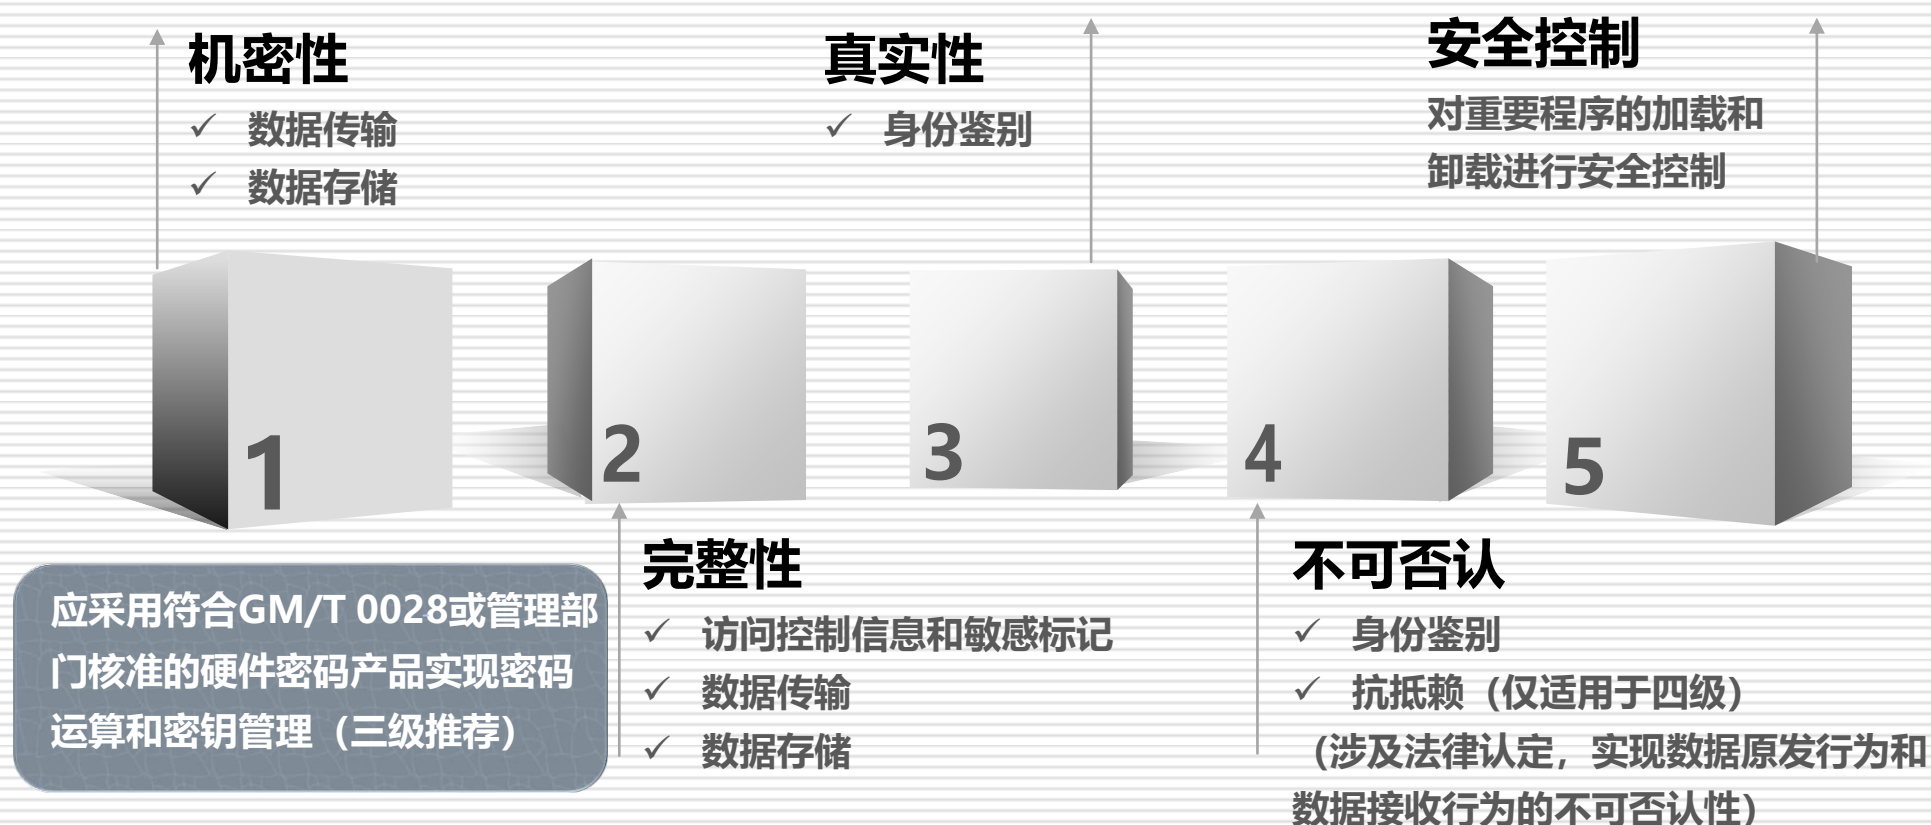 机密性
✓ 数据传输
✓ 数据存储
真实性
✓ 身份鉴别
安全控制
对重要程序的加载和
卸载进行安全控制
1
2
3
4
5
应采用符合GM/T 0028或管理部
门核准的硬件密码产品实现密码
运算和密钥管理（三级推荐）
完整性
✓ 访问控制信息和敏感标记
✓ 数据传输
✓ 数据存储
不可否认
✓ 身份鉴别
✓ 抗抵赖（仅适用于四级）
（涉及法律认定，实现数据原发行为和
数据接收行为的不可否认性）